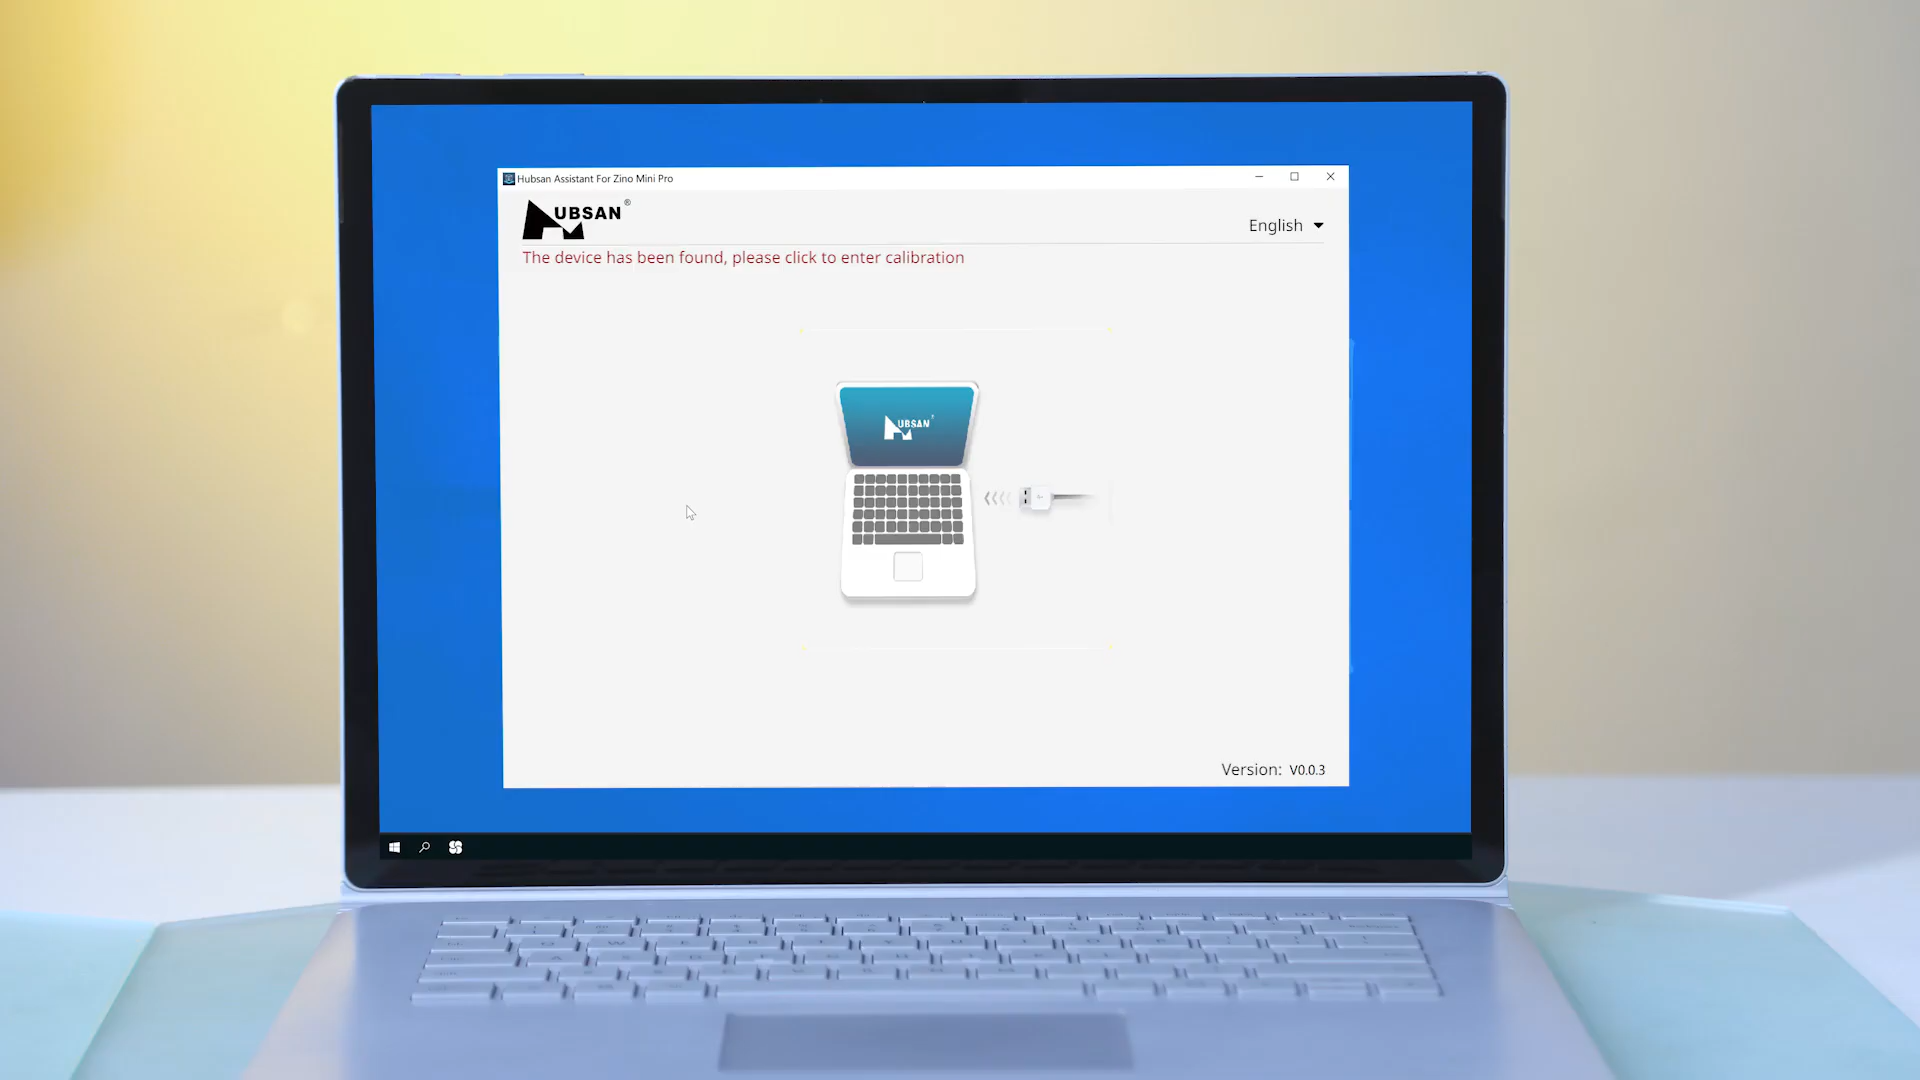 Hubsan Assistant For Zino Mini Pro
UBSAN®
English
The device has been found, please click to enter calibration
UBSAN
Version: V0.0.3